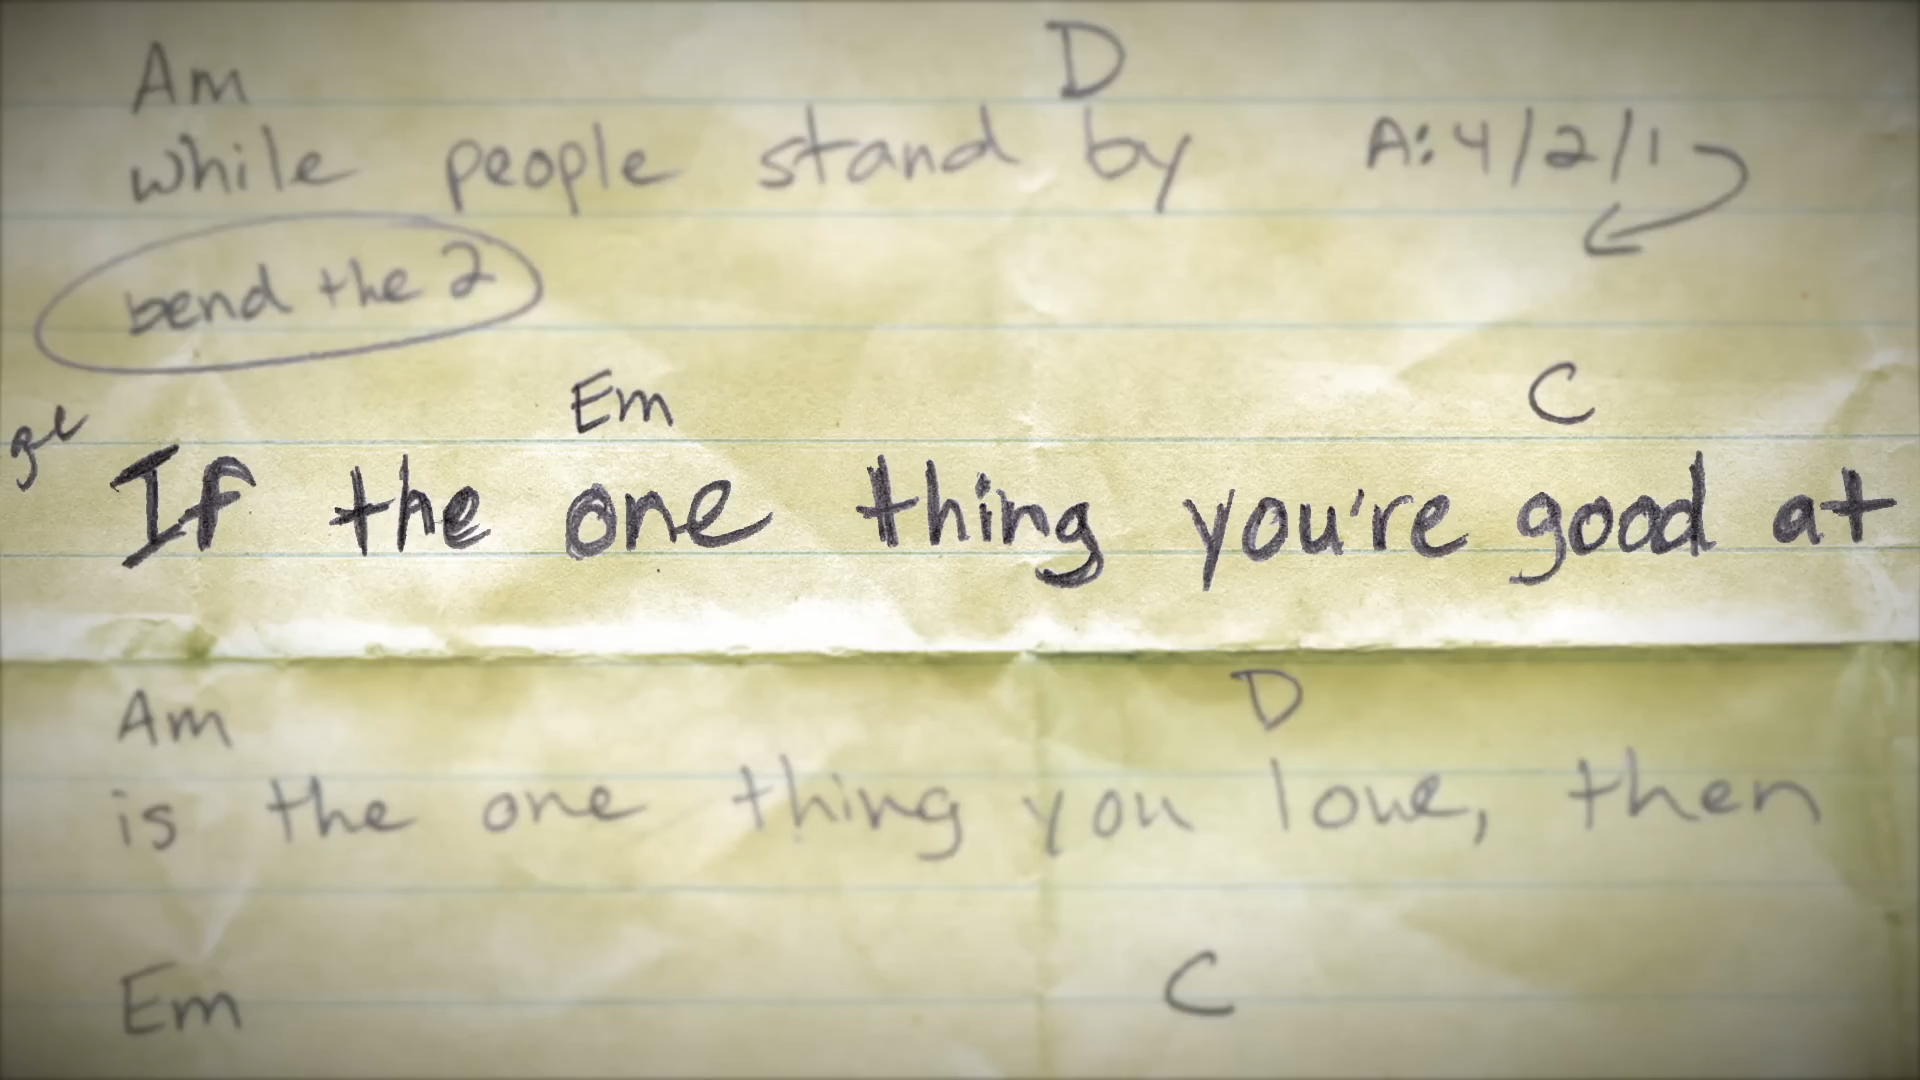 Am D
while people stand by A: 4/2/1
bend the 2
Em C
If the one thing you're good at
Am D
is the one thing you love, then
Em C